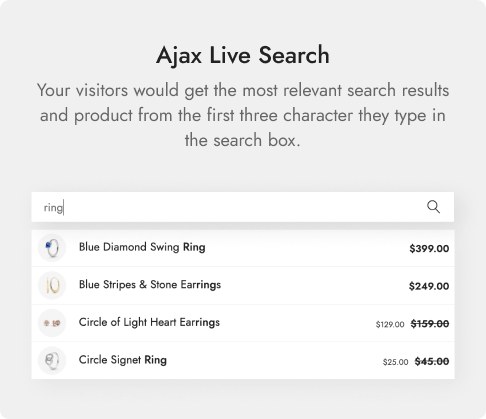 Ajax Live Search
Your visitors would get the most relevant search results
and product from the first three character they type in
the search box.
ring
Blue Diamond Swing Ring $399.00
Blue Stripes & Stone Earrings $249.00
Circle of Light Heart Earrings $129.00 $159.00
Circle Signet Ring $25.00 $45.00